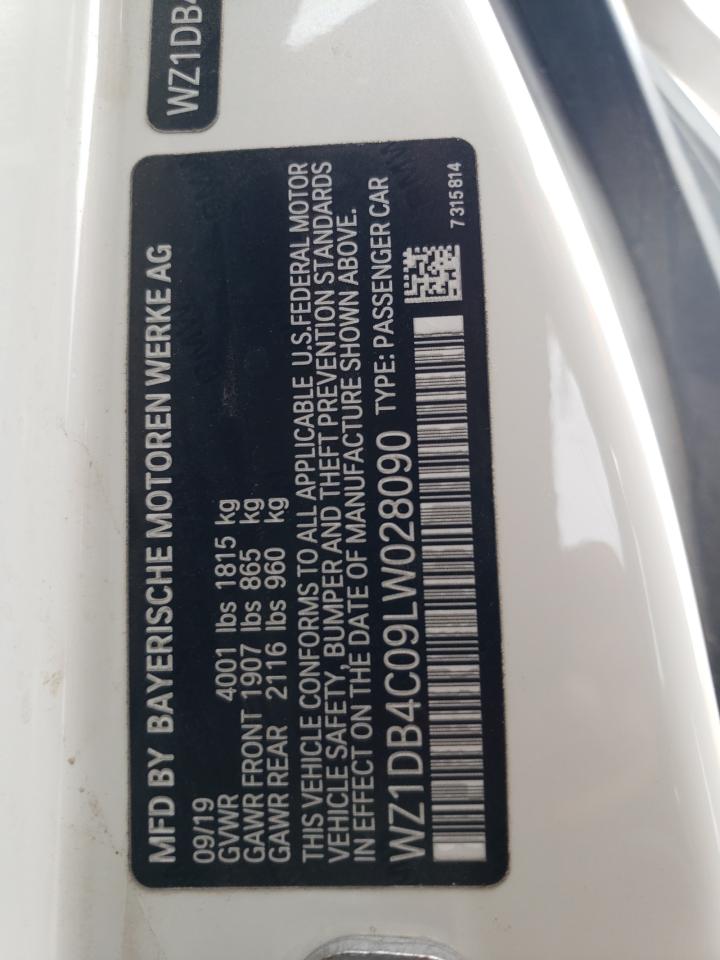 WZ1DB4
MFD BY BAYERISCHE MOTOREN WERKE AG
09/19
GVWR 4001 lbs 1815 kg
GAWR FRONT 1907 lbs 865 kg
GAWR REAR 2116 lbs 960 kg
THIS VEHICLE CONFORMS TO ALL APPLICABLE U.S.FEDERAL MOTOR
VEHICLE SAFETY, BUMPER AND THEFT PREVENTION STANDARDS
IN EFFECT ON THE DATE OF MANUFACTURE SHOWN ABOVE.
WZ1DB4C09LW028090 TYPE: PASSENGER CAR
7315814